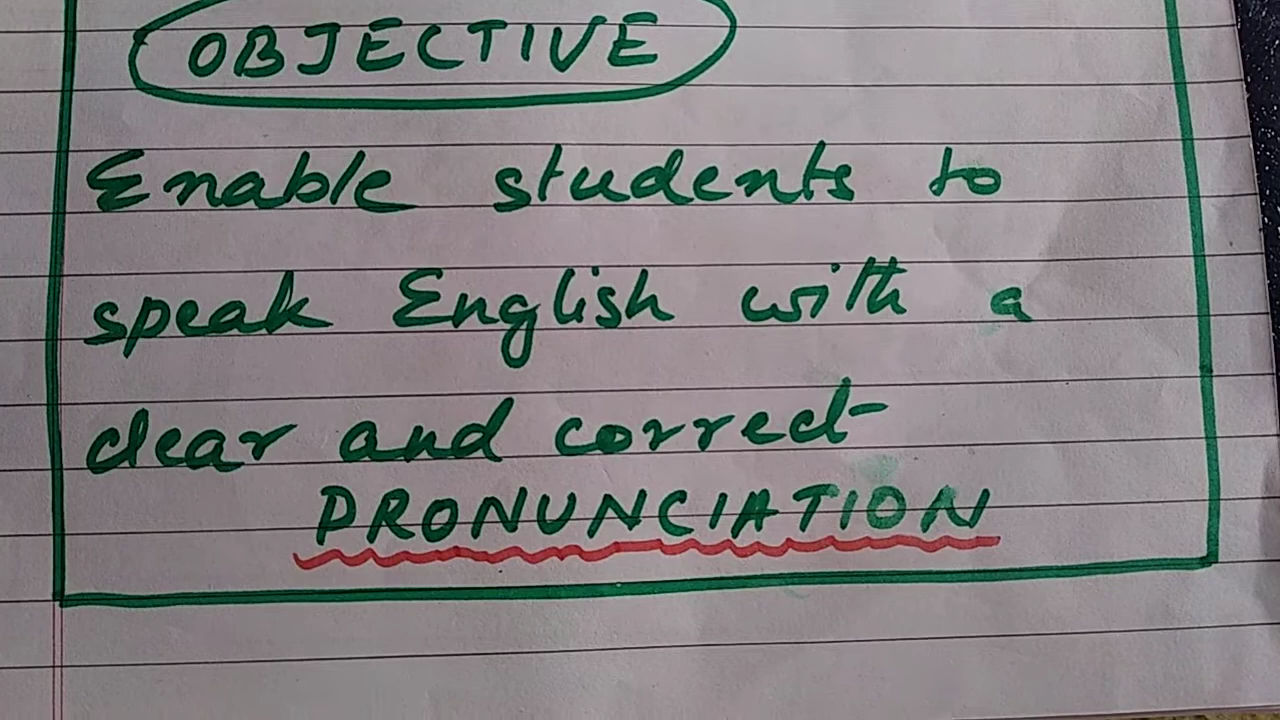 OBJECTIVE
Enable students to
speak English with a
clear and correct
PRONUNCIATION